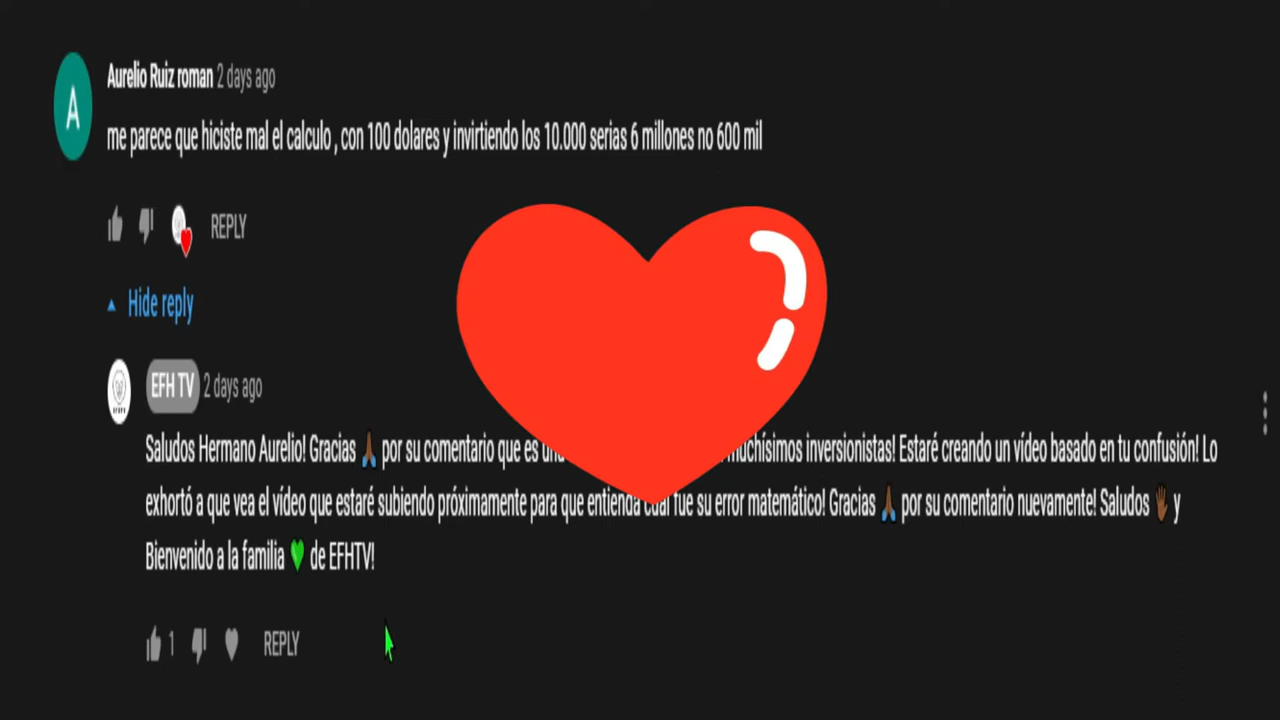 A
Aurelio Ruiz roman 2 days ago
me parece que hiciste mal el calculo , con 100 dolares y invirtiendo los 10.000 serias 6 millones no 600 mil
REPLY
Hide reply
EFH TV 2 days ago
Saludos Hermano Aurelio! Gracias 🙏🏾 por su comentario que es una muchísimos inversionistas! Estaré creando un vídeo basado en tu confusión! Lo
exhortó a que vea el vídeo que estaré subiendo próximamente para que entienda cual fue su error matemático! Gracias 🙏🏾 por su comentario nuevamente! Saludos 🖐🏾 y
Bienvenido a la familia 💚 de EFHTV!
1 REPLY